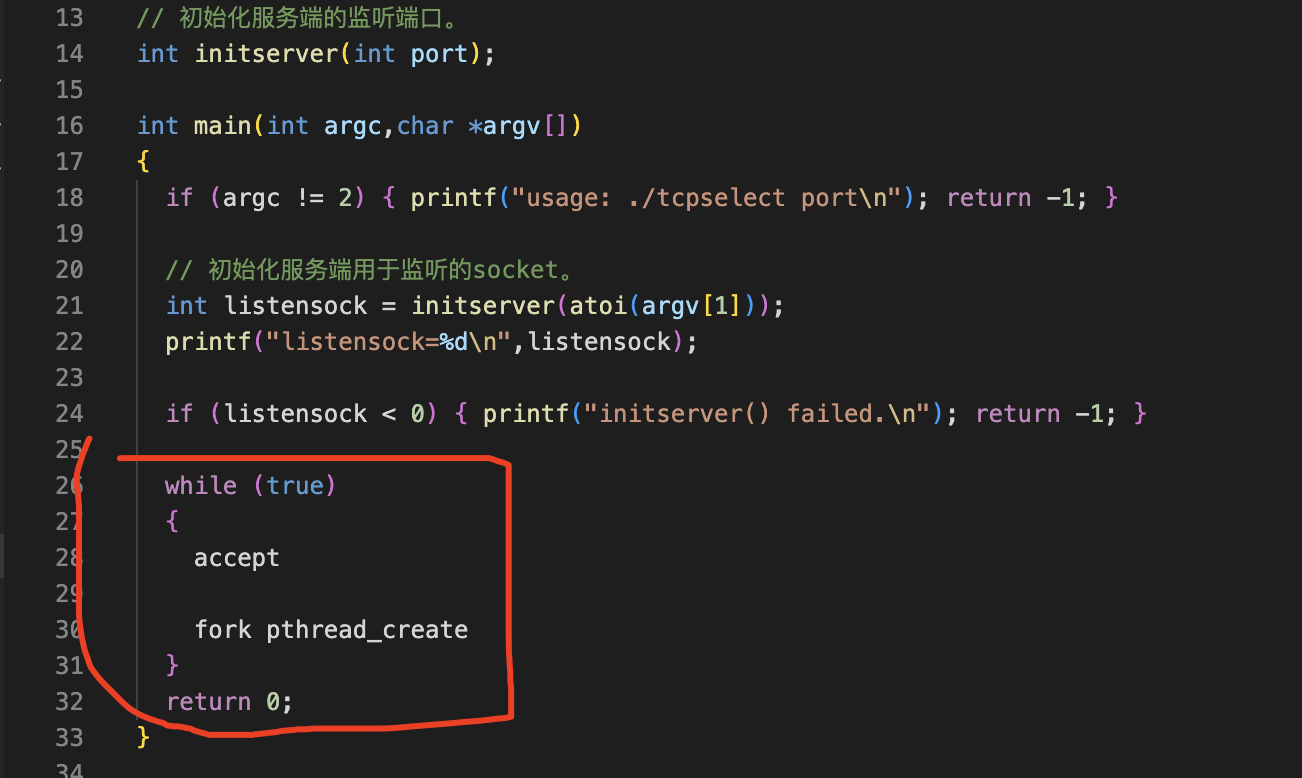 13 // 初始化服务端的监听端口。
14 int initserver(int port);
15
16 int main(int argc,char *argv[])
17 {
18 if (argc != 2) { printf("usage: ./tcpselect port\n"); return -1; }
19
20 // 初始化服务端用于监听的socket。
21 int listensock = initserver(atoi(argv[1]));
22 printf("listensock=%d\n",listensock);
23
24 if (listensock < 0) { printf("initserver() failed.\n"); return -1; }
25
26 while (true)
27 {
28 accept
29
30 fork pthread_create
31 }
32 return 0;
33 }
34